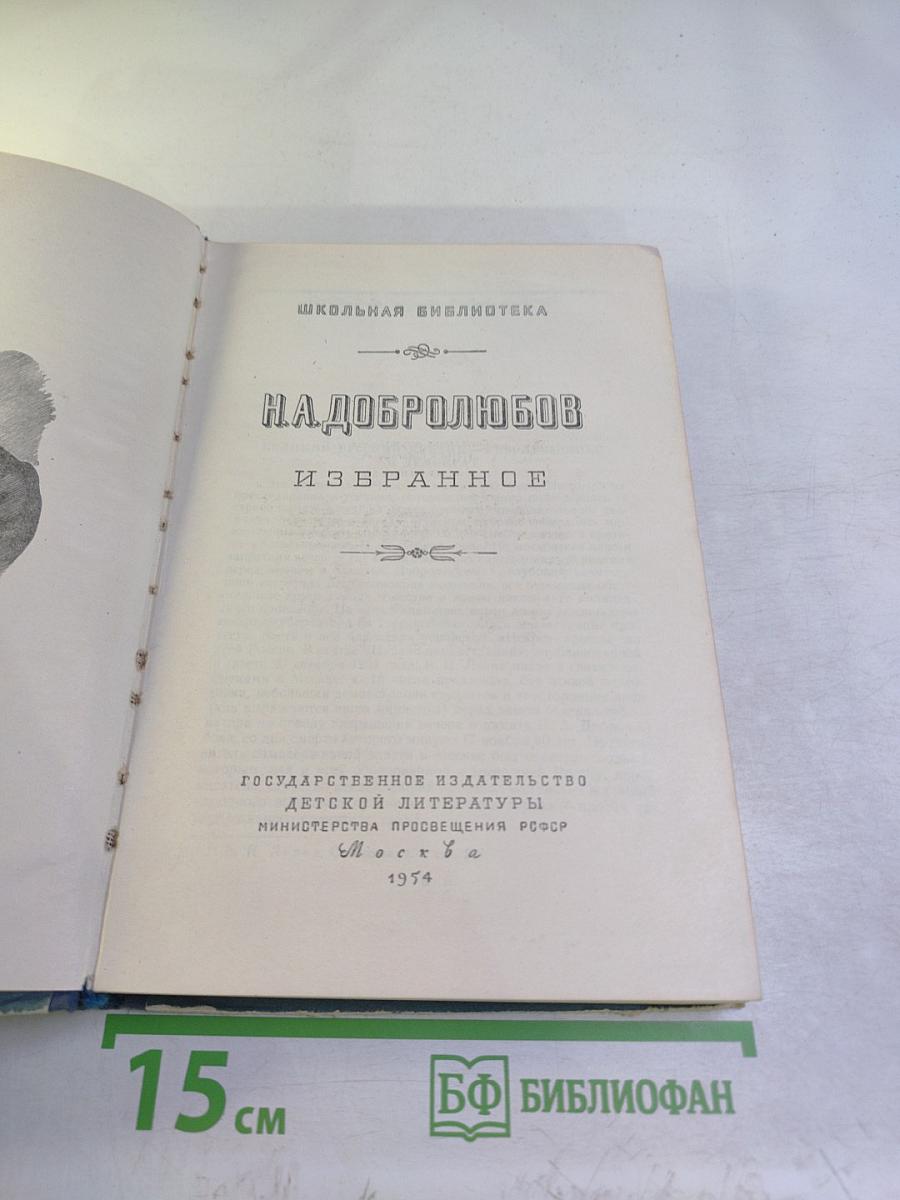 ШКОЛЬНАЯ БИБЛИОТЕКА
Н.А.ДОБРОЛЮБОВ
ИЗБРАННОЕ
ГОСУДАРСТВЕННОЕ ИЗДАТЕЛЬСТВО
ДЕТСКОЙ ЛИТЕРАТУРЫ
МИНИСТЕРСТВА ПРОСВЕЩЕНИЯ РСФСР
Москва
1954
15 см
БФ БИБЛИОФАН